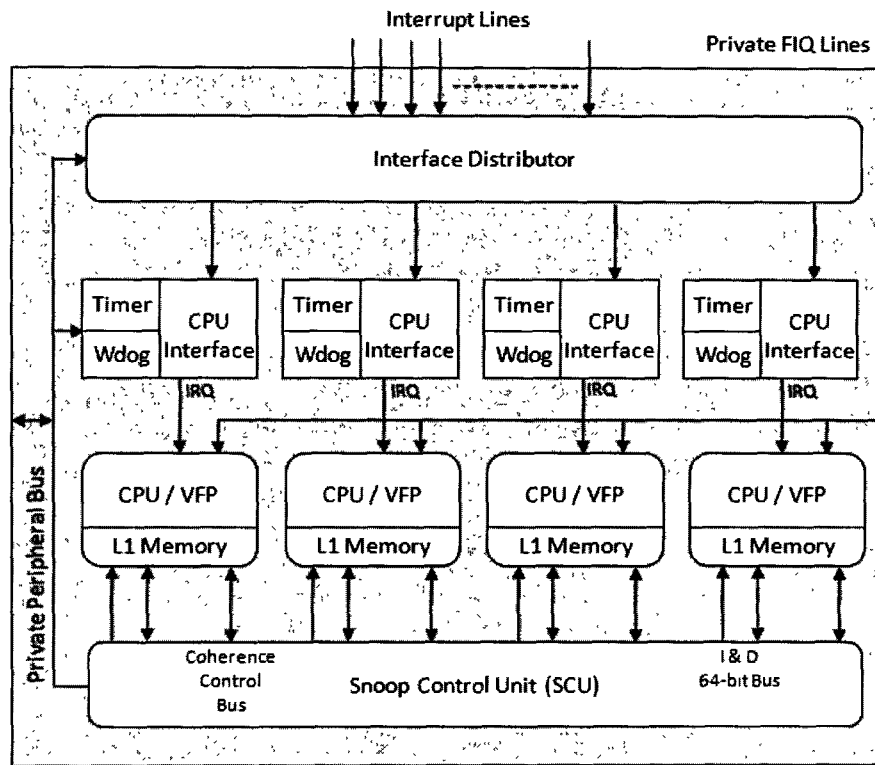 Interrupt Lines
Private FIQ Lines
Interface Distributor
Timer
Wdog
CPU
Interface
Timer
Wdog
CPU
Interface
Timer
Wdog
CPU
Interface
Timer
Wdog
CPU
Interface
IRQ
IRQ
IRQ
IRQ
Private Peripheral Bus
CPU / VFP
L1 Memory
CPU / VFP
L1 Memory
CPU / VFP
L1 Memory
CPU / VFP
L1 Memory
Coherence
Control
Bus
Snoop Control Unit (SCU)
I & D
64-bit Bus